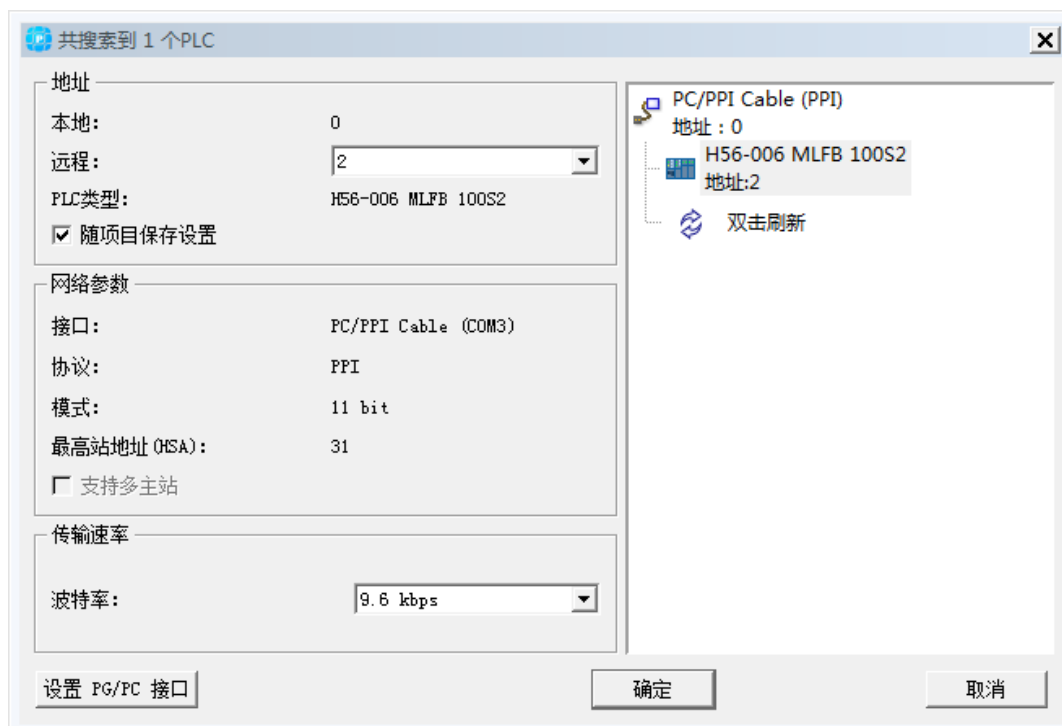 共搜索到 1 个PLC
地址
本地: 0
远程: 2
PLC类型: H56-006 MLFB 100S2
随项目保存设置
网络参数
接口: PC/PPI Cable (COM3)
协议: PPI
模式: 11 bit
最高站地址(HSA): 31
支持多主站
传输速率
波特率: 9.6 kbps
设置 PG/PC 接口
PC/PPI Cable (PPI)
地址：0
H56-006 MLFB 100S2
地址:2
双击刷新
确定
取消